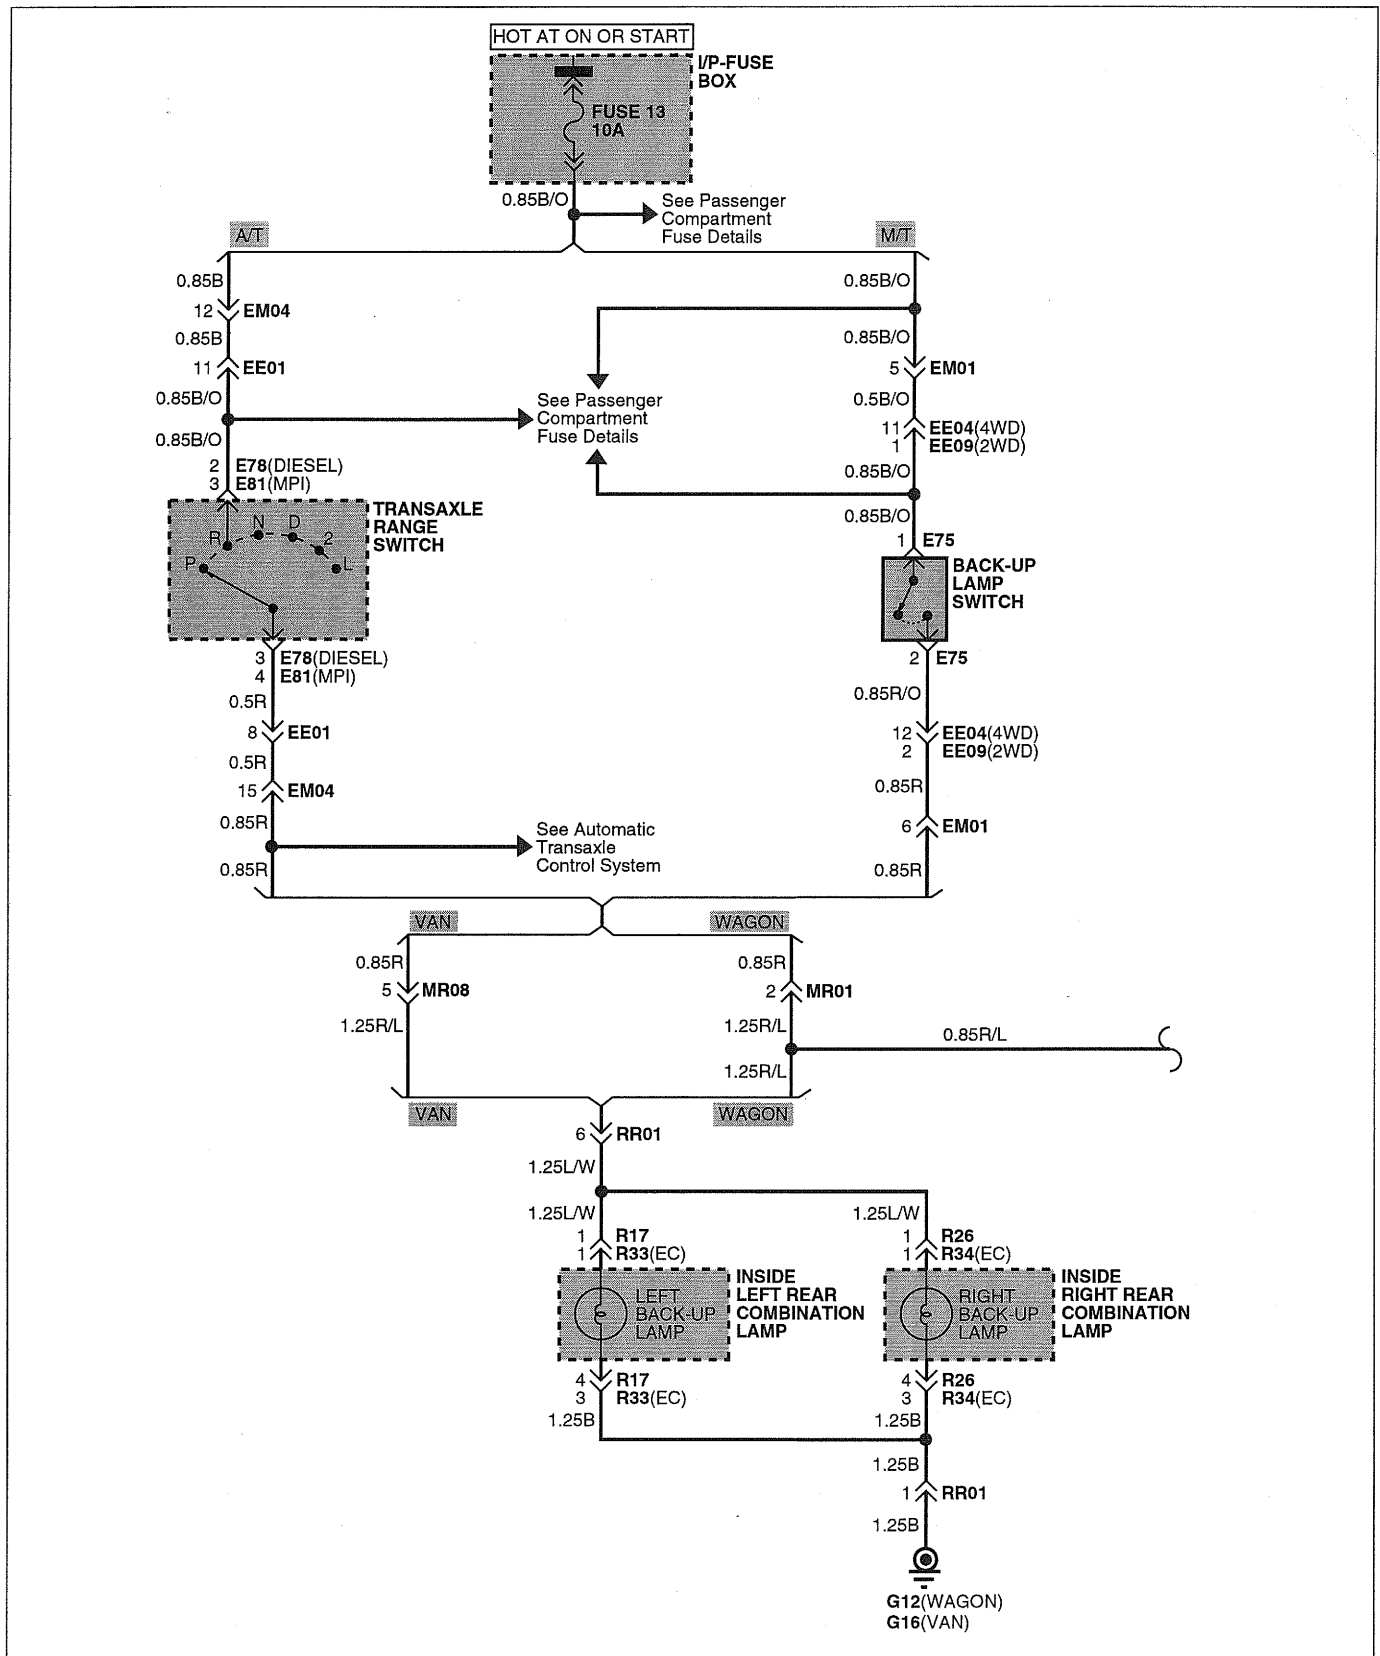 HOT AT ON OR START
I/P-FUSE
BOX
FUSE 13
10A
0.85B/O
See Passenger
Compartment
Fuse Details
A/T
M/T
0.85B
0.85B/O
12 EM04
0.85B
0.85B/O
11 EE01
5 EM01
0.85B/O
0.5B/O
See Passenger
Compartment
Fuse Details
11 EE04(4WD)
1 EE09(2WD)
0.85B/O
0.85B/O
2 E78(DIESEL)
3 E81(MPI)
0.85B/O
TRANSAXLE
RANGE
SWITCH
P R N D 2 L
1 E75
BACK-UP
LAMP
SWITCH
3 E78(DIESEL)
4 E81(MPI)
2 E75
0.5R
0.85R/O
8 EE01
12 EE04(4WD)
2 EE09(2WD)
0.5R
0.85R
15 EM04
6 EM01
0.85R
See Automatic
Transaxle
Control System
0.85R
0.85R
VAN
WAGON
0.85R
0.85R
5 MR08
2 MR01
1.25R/L
1.25R/L
0.85R/L
1.25R/L
VAN
WAGON
6 RR01
1.25L/W
1.25L/W
1.25L/W
1 R17
1 R33(EC)
1 R26
1 R34(EC)
LEFT
BACK-UP
LAMP
INSIDE
LEFT REAR
COMBINATION
LAMP
RIGHT
BACK-UP
LAMP
INSIDE
RIGHT REAR
COMBINATION
LAMP
4 R17
3 R33(EC)
4 R26
3 R34(EC)
1.25B
1.25B
1.25B
1 RR01
1.25B
G12(WAGON)
G16(VAN)